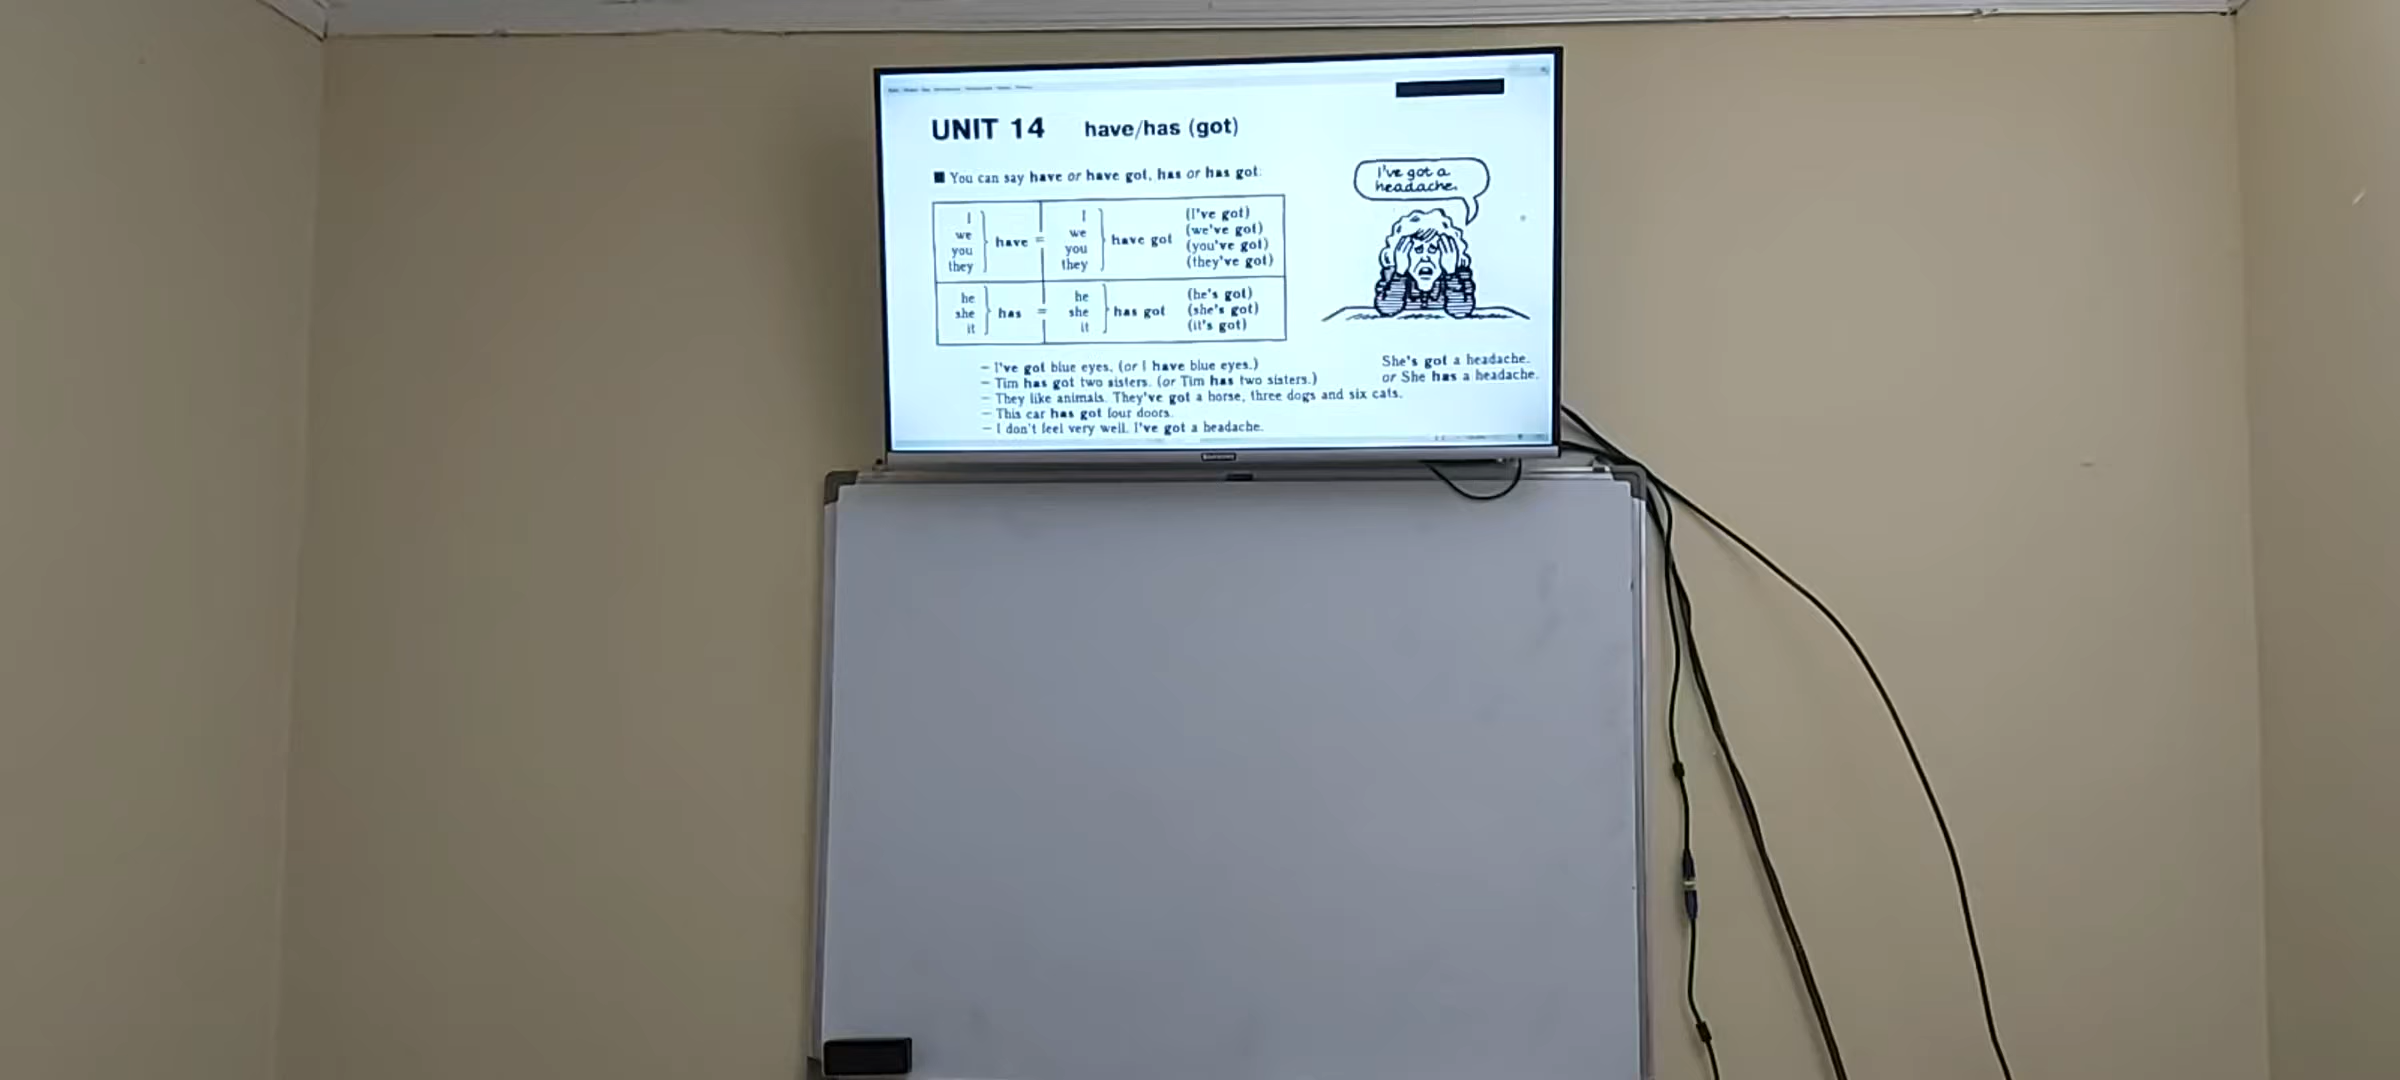 UNIT 14 have/has (got)
■ You can say have or have got, has or has got:
I
we
you
they
have =
I
we
you
they
have got
(I've got)
(we've got)
(you've got)
(they've got)
he
she
it
has =
he
she
it
has got
(he's got)
(she's got)
(it's got)
I've got a
headache.
– I've got blue eyes. (or I have blue eyes.)
– Tim has got two sisters. (or Tim has two sisters.)
– They like animals. They've got a horse, three dogs and six cats.
– This car has got four doors.
– I don't feel very well. I've got a headache.
She's got a headache.
or She has a headache.